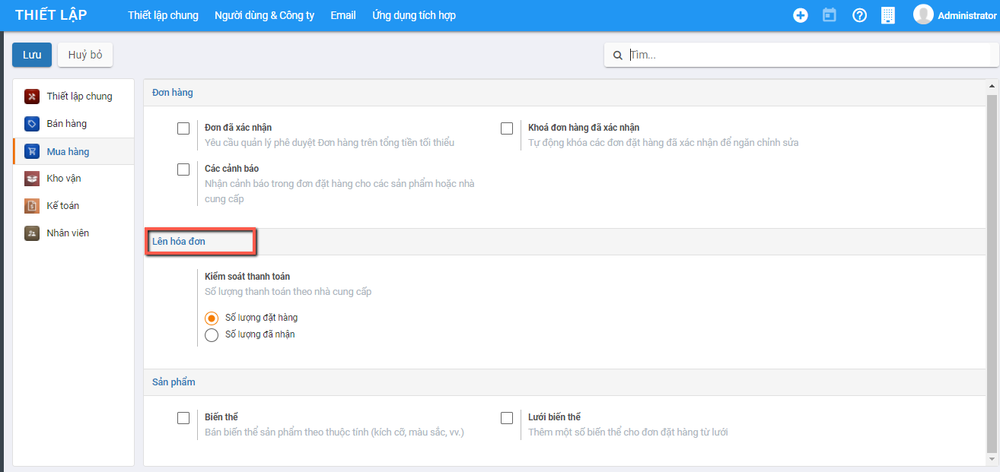 THIẾT LẬP
Thiết lập chung Người dùng & Công ty Email Ứng dụng tích hợp
Administrator
Lưu Huỷ bỏ
Tìm...
Thiết lập chung
Bán hàng
Mua hàng
Kho vận
Kế toán
Nhân viên
Đơn hàng
Đơn đã xác nhận
Yêu cầu quản lý phê duyệt Đơn hàng trên tổng tiền tối thiểu
Khoá đơn hàng đã xác nhận
Tự động khóa các đơn đặt hàng đã xác nhận để ngăn chỉnh sửa
Các cảnh báo
Nhận cảnh báo trong đơn đặt hàng cho các sản phẩm hoặc nhà
cung cấp
Lên hóa đơn
Kiểm soát thanh toán
Số lượng thanh toán theo nhà cung cấp
Số lượng đặt hàng
Số lượng đã nhận
Sản phẩm
Biến thể
Bán biến thể sản phẩm theo thuộc tính (kích cỡ, màu sắc, vv.)
Lưới biến thể
Thêm một số biến thể cho đơn đặt hàng từ lưới